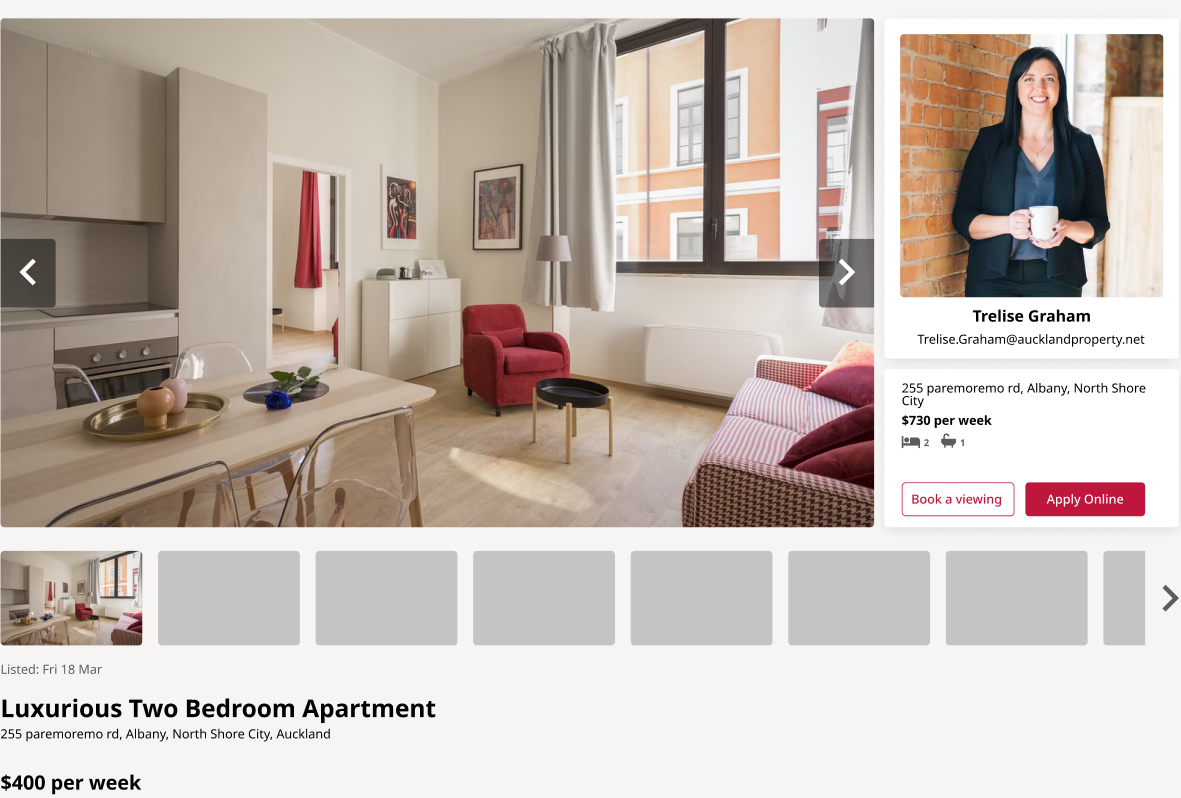 Trelise Graham
Trelise.Graham@aucklandproperty.net
255 paremoremo rd, Albany, North Shore
City
$730 per week
2 1
Book a viewing Apply Online
Listed: Fri 18 Mar
Luxurious Two Bedroom Apartment
255 paremoremo rd, Albany, North Shore City, Auckland
$400 per week